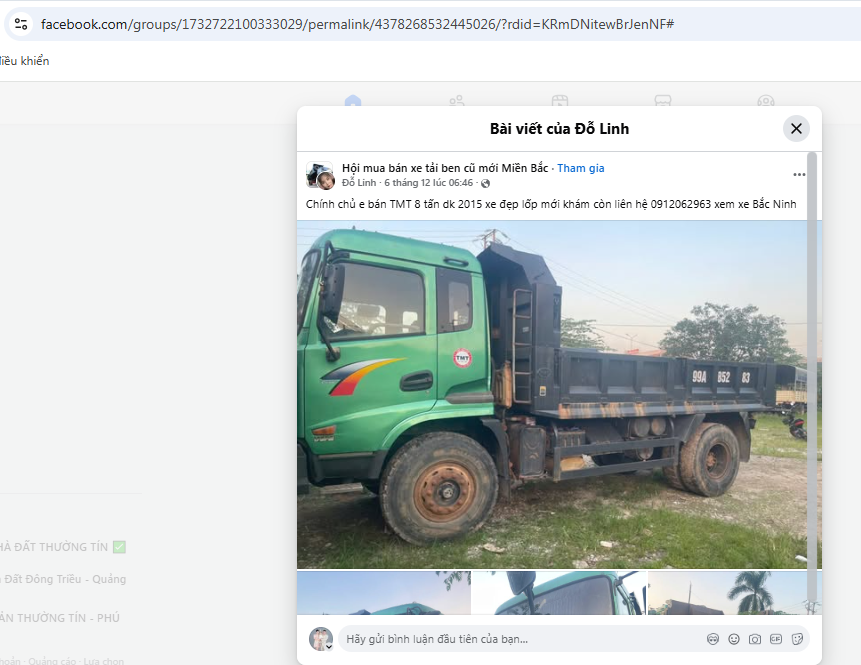 facebook.com/groups/1732722100333029/permalink/4378268532445026/?rdid=KRmDNitewBrJenNF#
iều khiển
Bài viết của Đỗ Linh
Hội mua bán xe tải ben cũ mới Miền Bắc · Tham gia
Đỗ Linh · 6 tháng 12 lúc 06:46 ·
Chính chủ e bán TMT 8 tấn dk 2015 xe đẹp lốp mới khám còn liên hệ 0912062963 xem xe Bắc Ninh
TMT
99A 852 83
HÀ ĐẤT THƯỜNG TÍN ✅
Đất Đông Triều - Quảng
ÁN THƯỜNG TÍN - PHÚ
khoản · Quảng cáo · Lựa chọn
Hãy gửi bình luận đầu tiên của bạn...
GIF